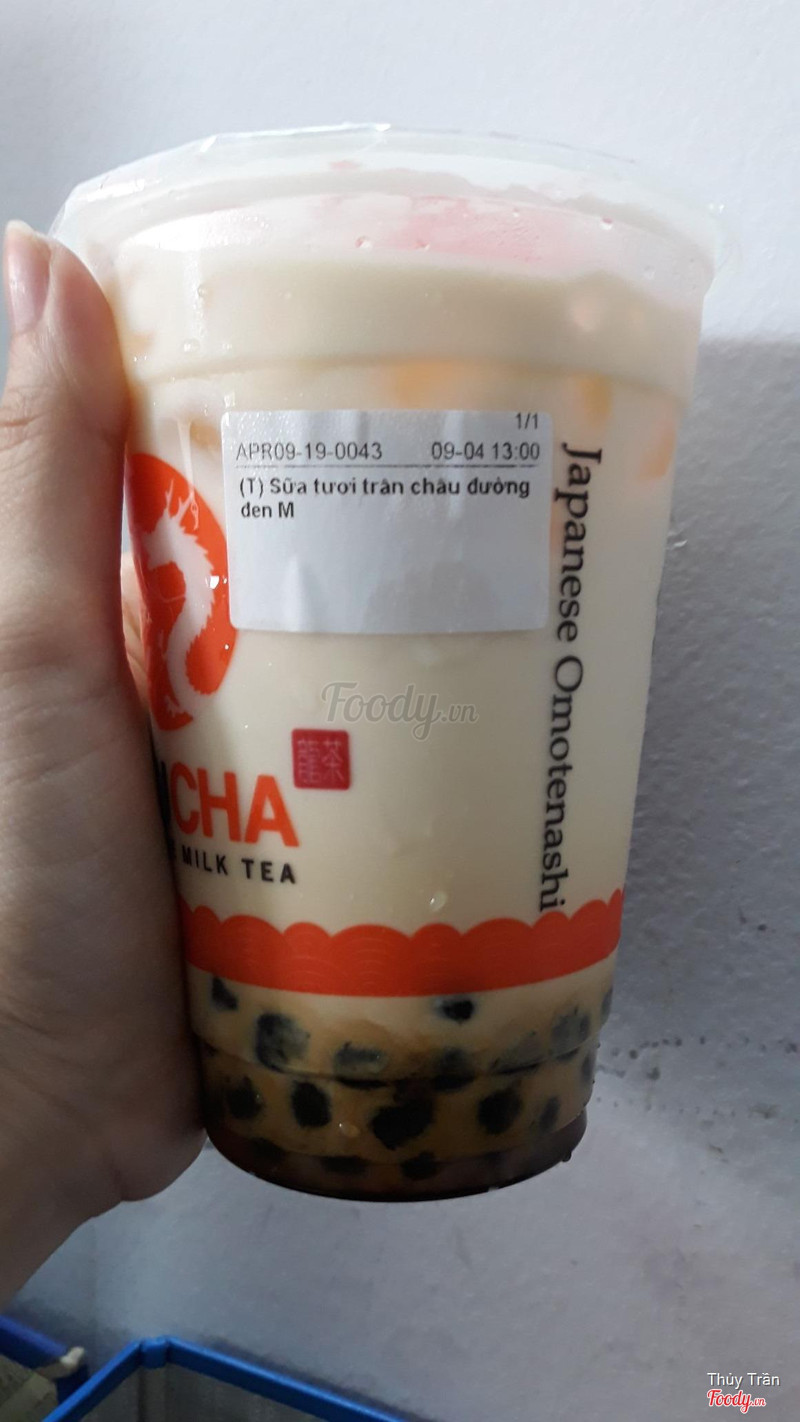 1/1
APR09-19-0043 09-04 13:00
(T) Sữa tươi trân châu đường
đen M
Japanese Omotenashi
Foody.vn
CHA
MILK TEA
Thúy Trần
Foody.vn